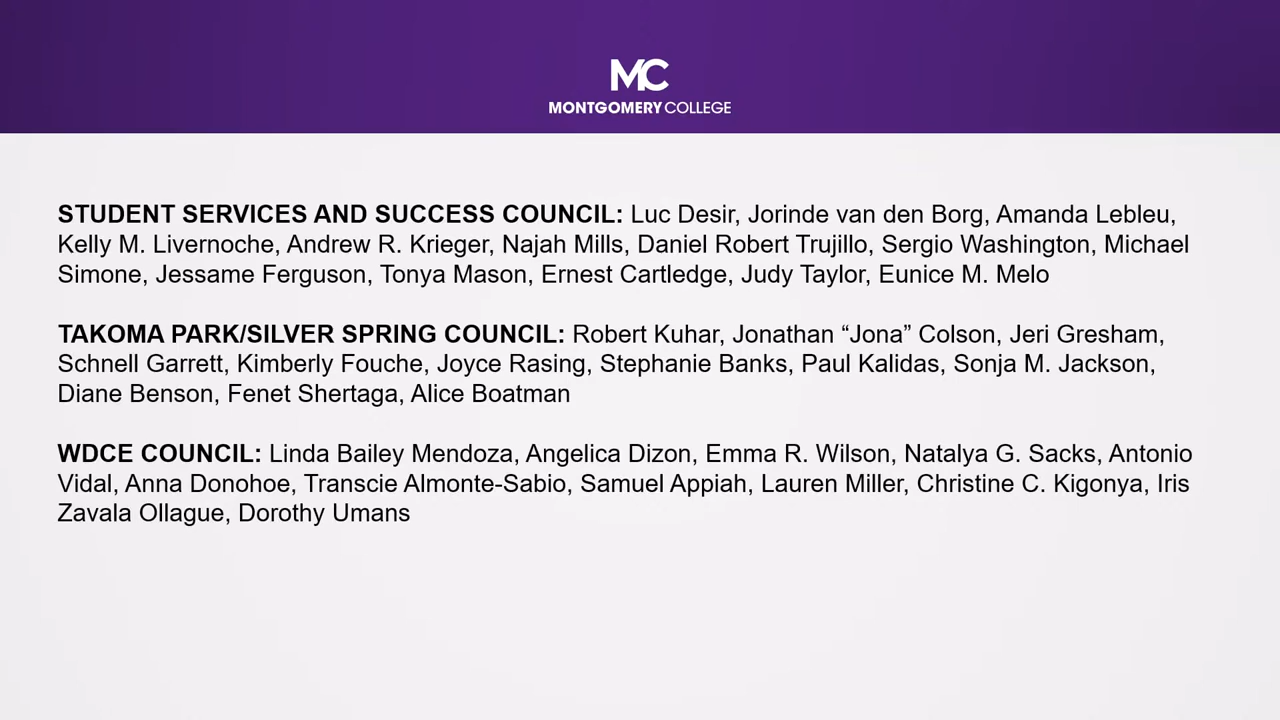 MC
MONTGOMERY COLLEGE
STUDENT SERVICES AND SUCCESS COUNCIL: Luc Desir, Jorinde van den Borg, Amanda Lebleu,
Kelly M. Livernoche, Andrew R. Krieger, Najah Mills, Daniel Robert Trujillo, Sergio Washington, Michael
Simone, Jessame Ferguson, Tonya Mason, Ernest Cartledge, Judy Taylor, Eunice M. Melo
TAKOMA PARK/SILVER SPRING COUNCIL: Robert Kuhar, Jonathan “Jona” Colson, Jeri Gresham,
Schnell Garrett, Kimberly Fouche, Joyce Rasing, Stephanie Banks, Paul Kalidas, Sonja M. Jackson,
Diane Benson, Fenet Shertaga, Alice Boatman
WDCE COUNCIL: Linda Bailey Mendoza, Angelica Dizon, Emma R. Wilson, Natalya G. Sacks, Antonio
Vidal, Anna Donohoe, Transcie Almonte-Sabio, Samuel Appiah, Lauren Miller, Christine C. Kigonya, Iris
Zavala Ollague, Dorothy Umans